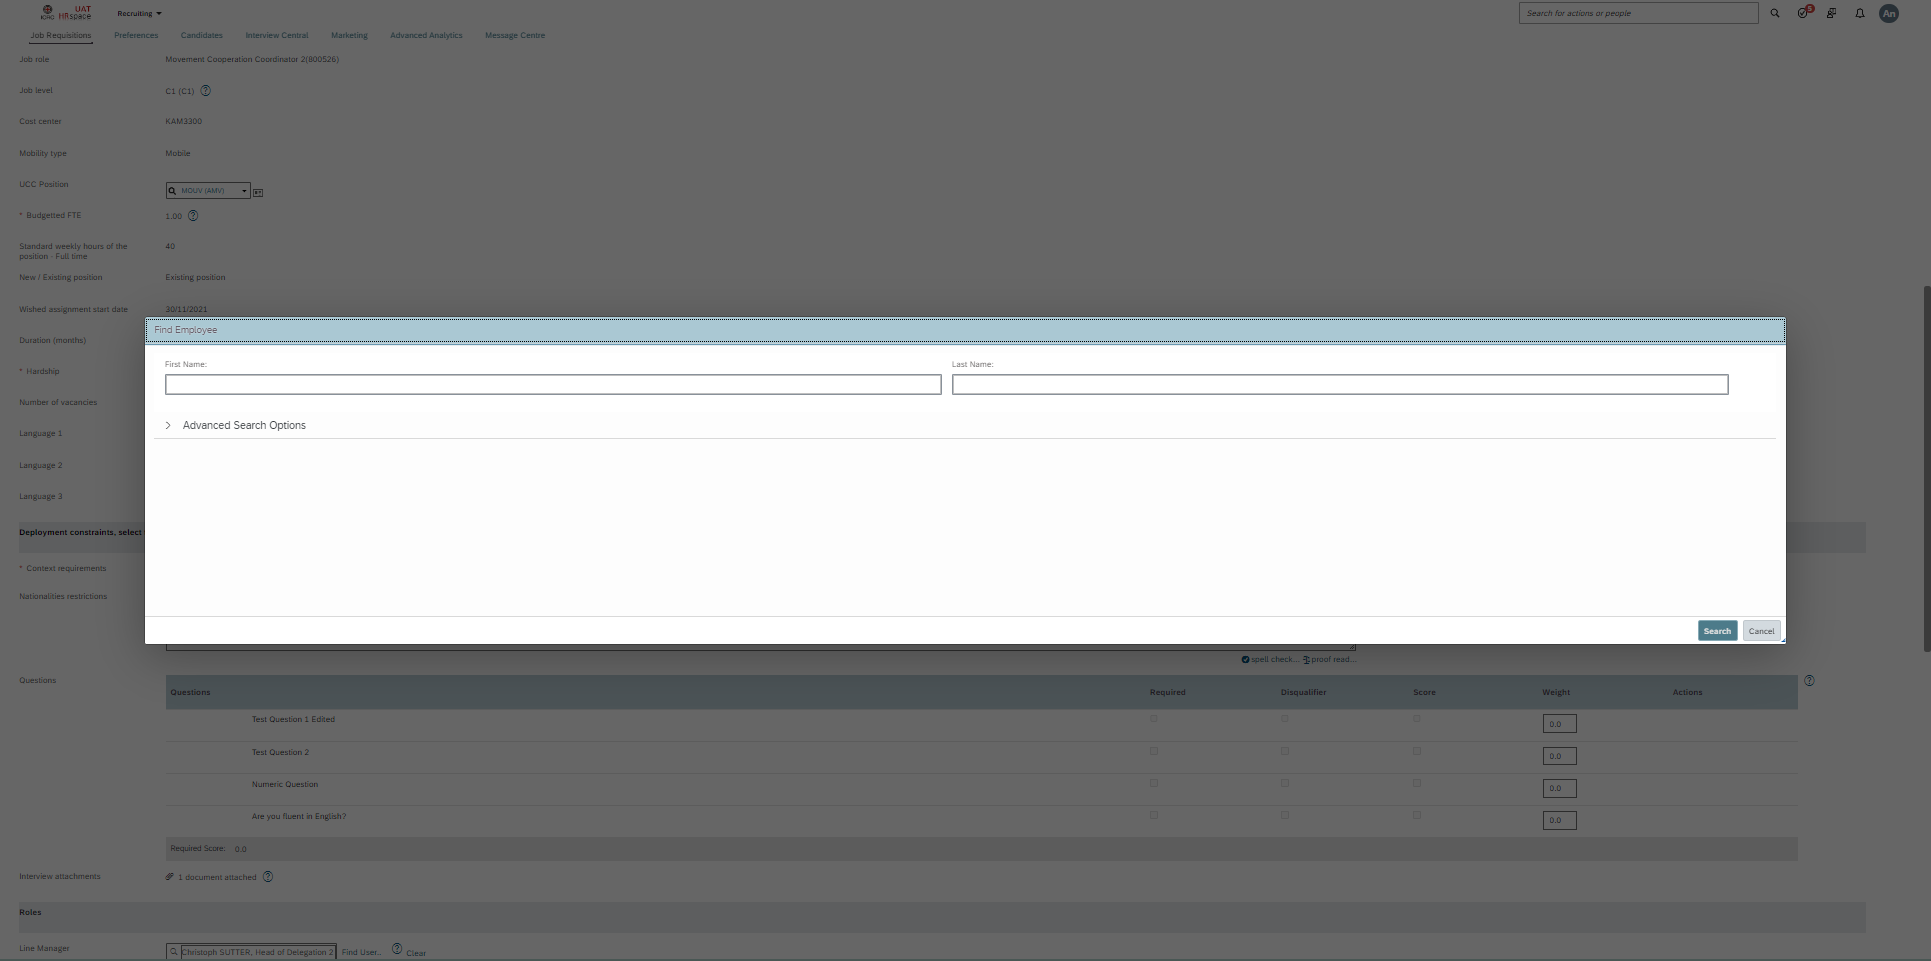 UAT
ICRC HRspace
Recruiting
Search for actions or people
5
An
Job Requisitions Preferences Candidates Interview Central Marketing Advanced Analytics Message Centre
Job role Movement Cooperation Coordinator 2(800526)
Job level C1 (C1) ?
Cost center KAM3300
Mobility type Mobile
UCC Position MOUV (AMV)
* Budgetted FTE 1.00 ?
Standard weekly hours of the 40
position - Full time
New / Existing position Existing position
Wished assignment start date 30/11/2021
Find Employee
Duration (months)
First Name: Last Name:
* Hardship
Number of vacancies
Advanced Search Options
Language 1
Language 2
Language 3
Deployment constraints, select
* Context requirements
Nationalities restrictions
Search Cancel
spell check... proof read...
Questions ?
Questions Required Disqualifier Score Weight Actions
Test Question 1 Edited 0.0
Test Question 2 0.0
Numeric Question 0.0
Are you fluent in English? 0.0
Required Score: 0.0
Interview attachments 1 document attached ?
Roles
Line Manager Christoph SUTTER, Head of Delegation 2 Find User... ? Clear